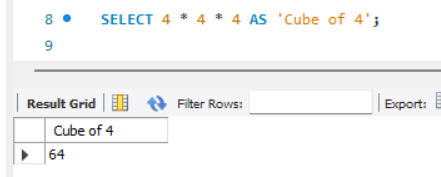 8 SELECT 4 * 4 * 4 AS 'Cube of 4';
9
Result Grid Filter Rows: Export:
Cube of 4
64